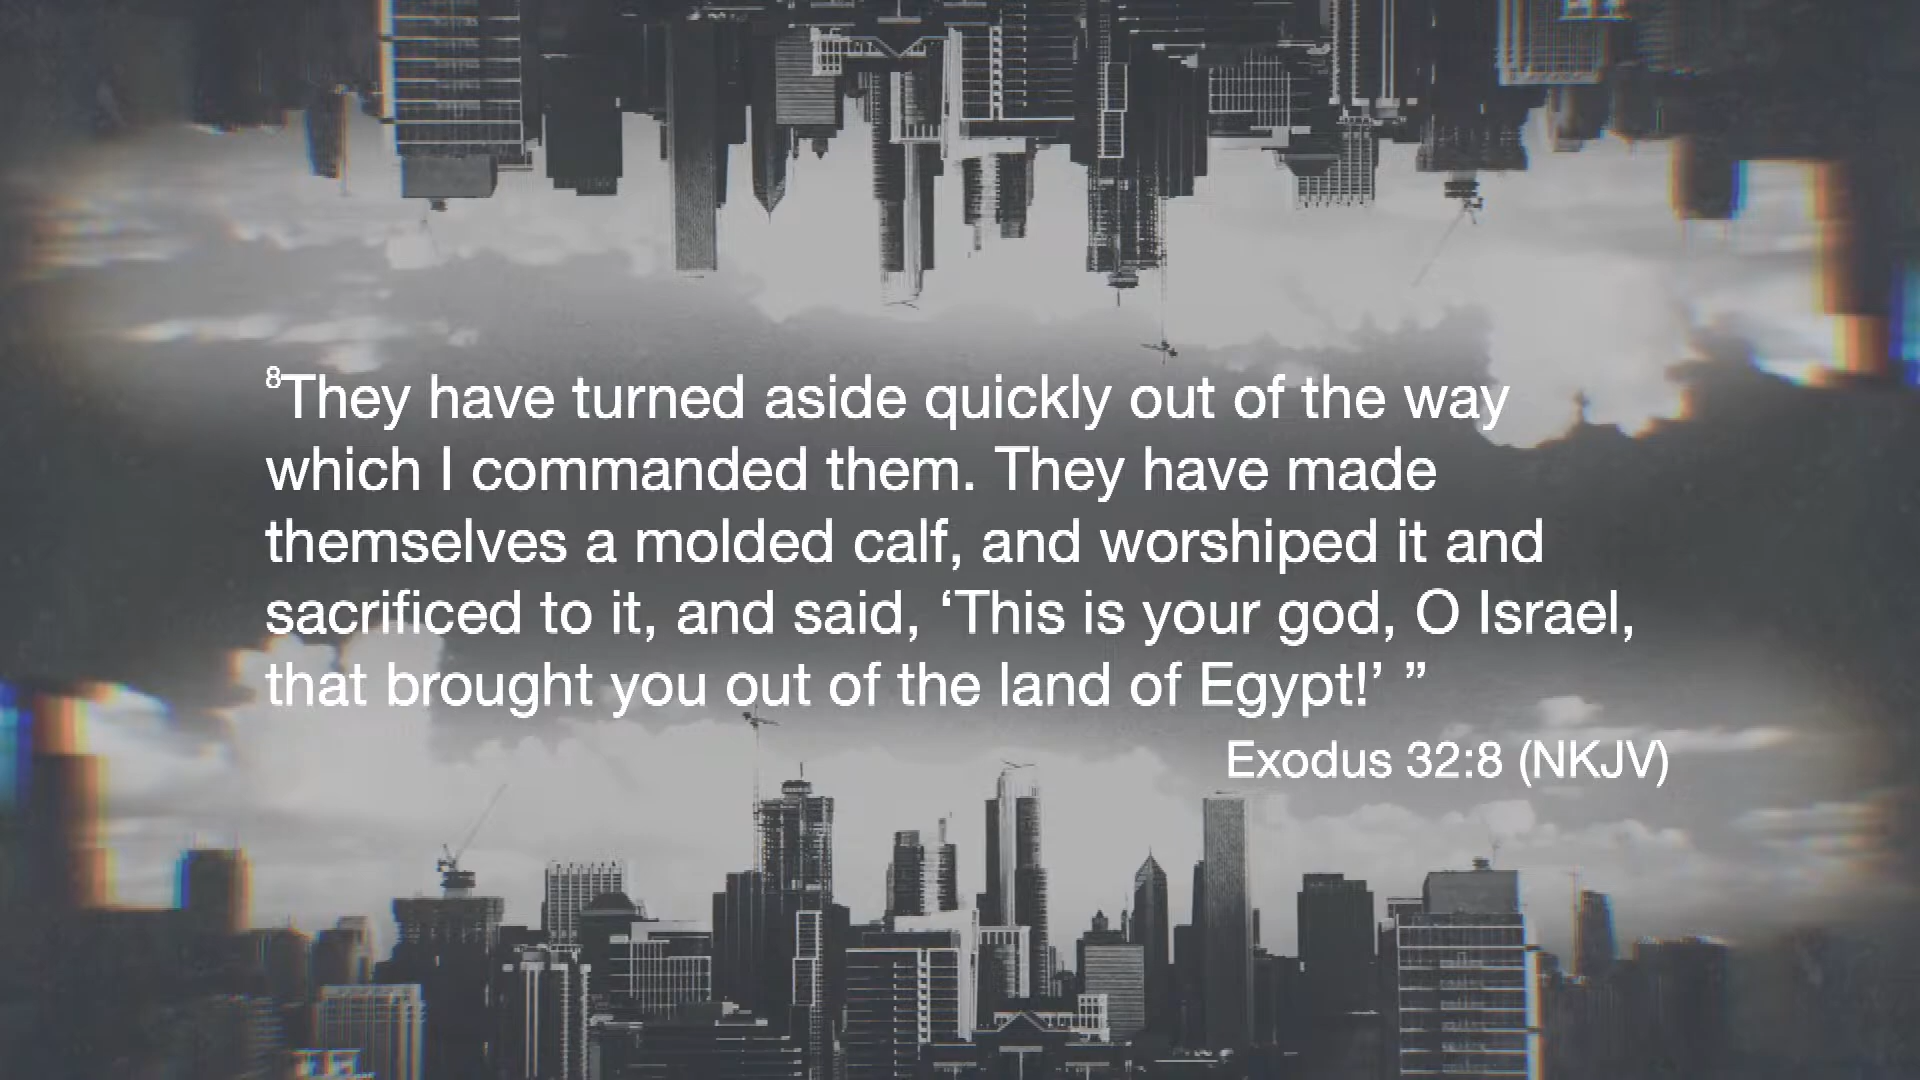 ⁸They have turned aside quickly out of the way
which I commanded them. They have made
themselves a molded calf, and worshiped it and
sacrificed to it, and said, ‘This is your god, O Israel,
that brought you out of the land of Egypt!’ ”
Exodus 32:8 (NKJV)